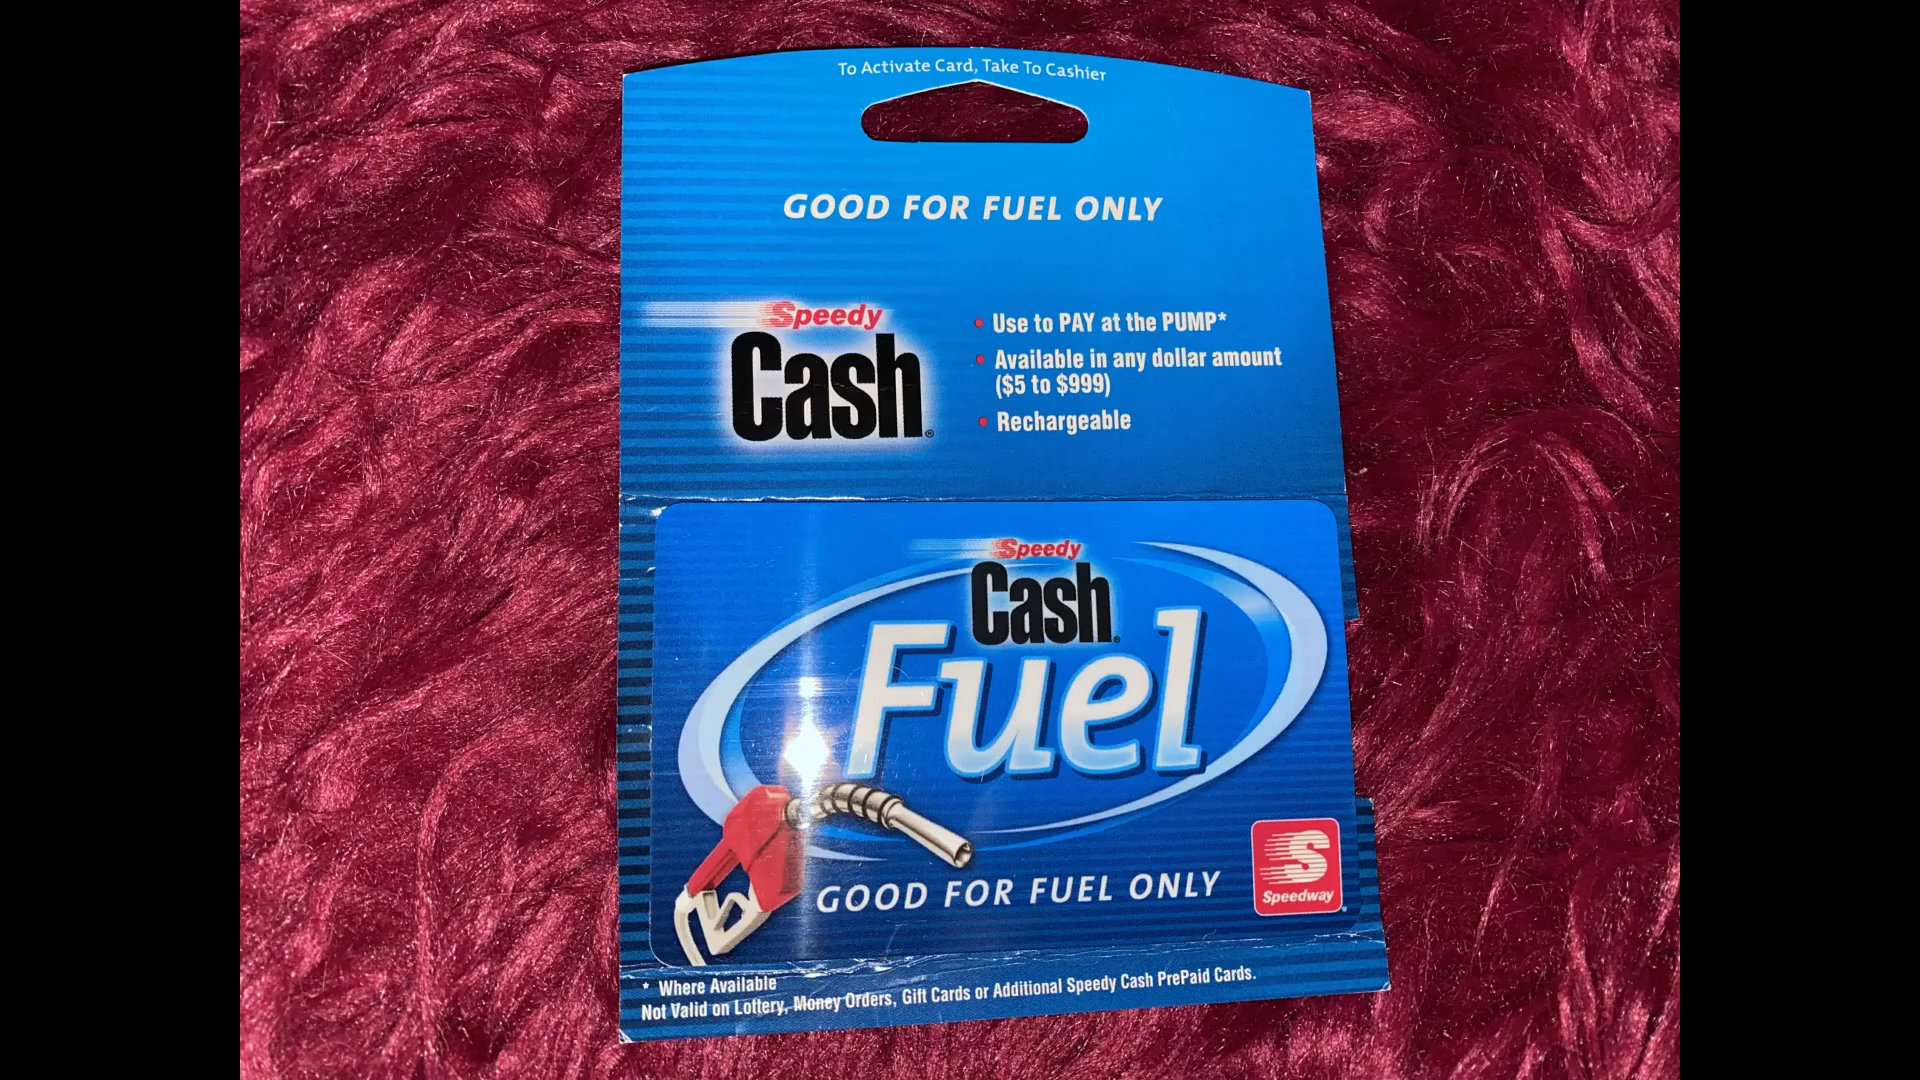 To Activate Card, Take To Cashier
GOOD FOR FUEL ONLY
Speedy
Cash®
• Use to PAY at the PUMP*
• Available in any dollar amount
($5 to $999)
• Rechargeable
Speedy
Cash®
Fuel
GOOD FOR FUEL ONLY
S
Speedway®
* Where Available
Not Valid on Lottery, Money Orders, Gift Cards or Additional Speedy Cash PrePaid Cards.